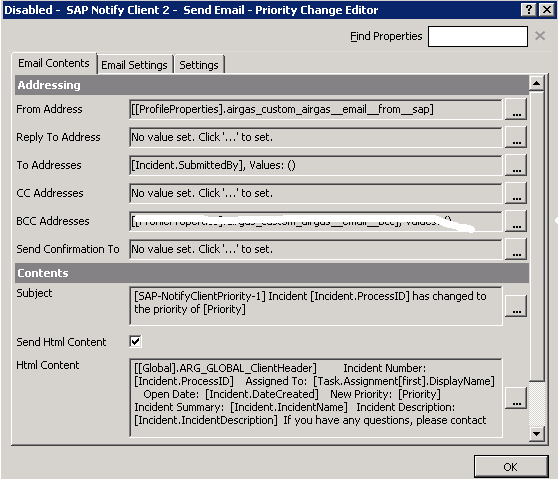 Disabled - SAP Notify Client 2 - Send Email - Priority Change Editor
Find Properties
Email Contents Email Settings Settings
Addressing
From Address [[ProfileProperties].airgas_custom_airgas__email__from__sap] ...
Reply To Address No value set. Click '...' to set. ...
To Addresses [Incident.SubmittedBy], Values: () ...
CC Addresses No value set. Click '...' to set. ...
BCC Addresses ...
Send Confirmation To No value set. Click '...' to set. ...
Contents
Subject [SAP-NotifyClientPriority-1] Incident [Incident.ProcessID] has changed to
the priority of [Priority] ...
Send Html Content
Html Content [[Global].ARG_GLOBAL_ClientHeader] Incident Number:
[Incident.ProcessID] Assigned To: [Task.Assignment[first].DisplayName]
Open Date: [Incident.DateCreated] New Priority: [Priority]
Incident Summary: [Incident.IncidentName] Incident Description:
[Incident.IncidentDescription] If you have any questions, please contact ...
OK